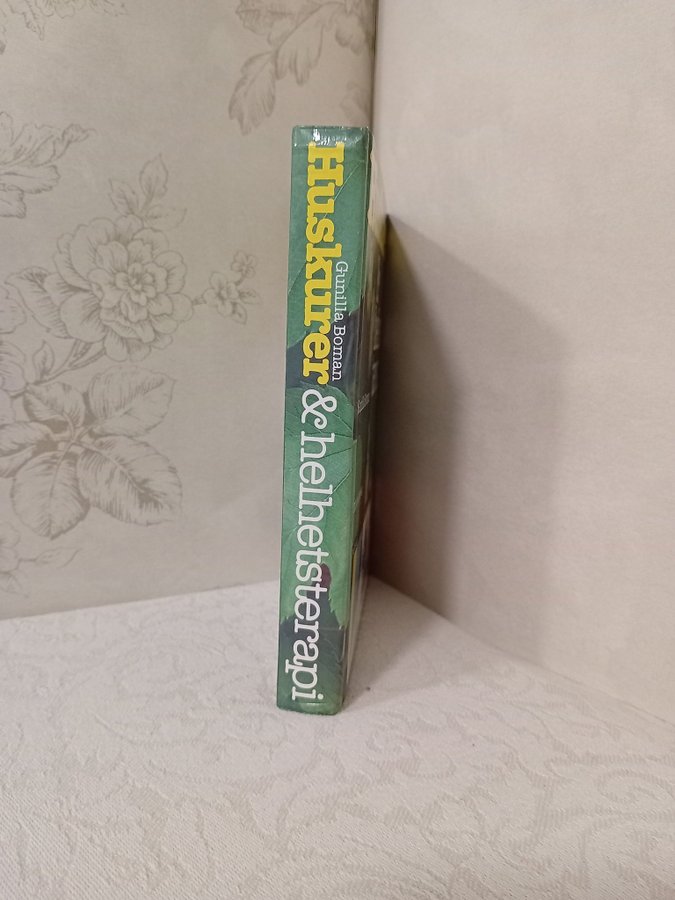 Gunilla Boman
Huskurer & helhetsterapi